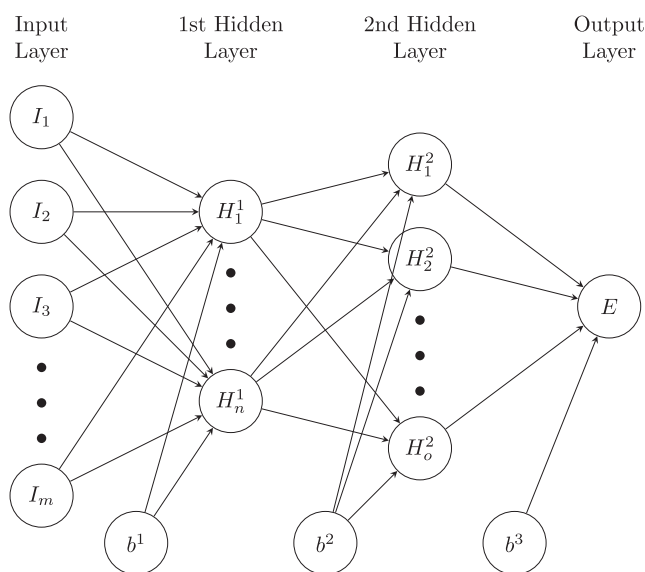 Input Layer
1st Hidden Layer
2nd Hidden Layer
Output Layer
I₁
I₂
I₃
Iₘ
H₁¹
Hₙ¹
H₁²
H₂²
Hₒ²
E
b¹
b²
b³